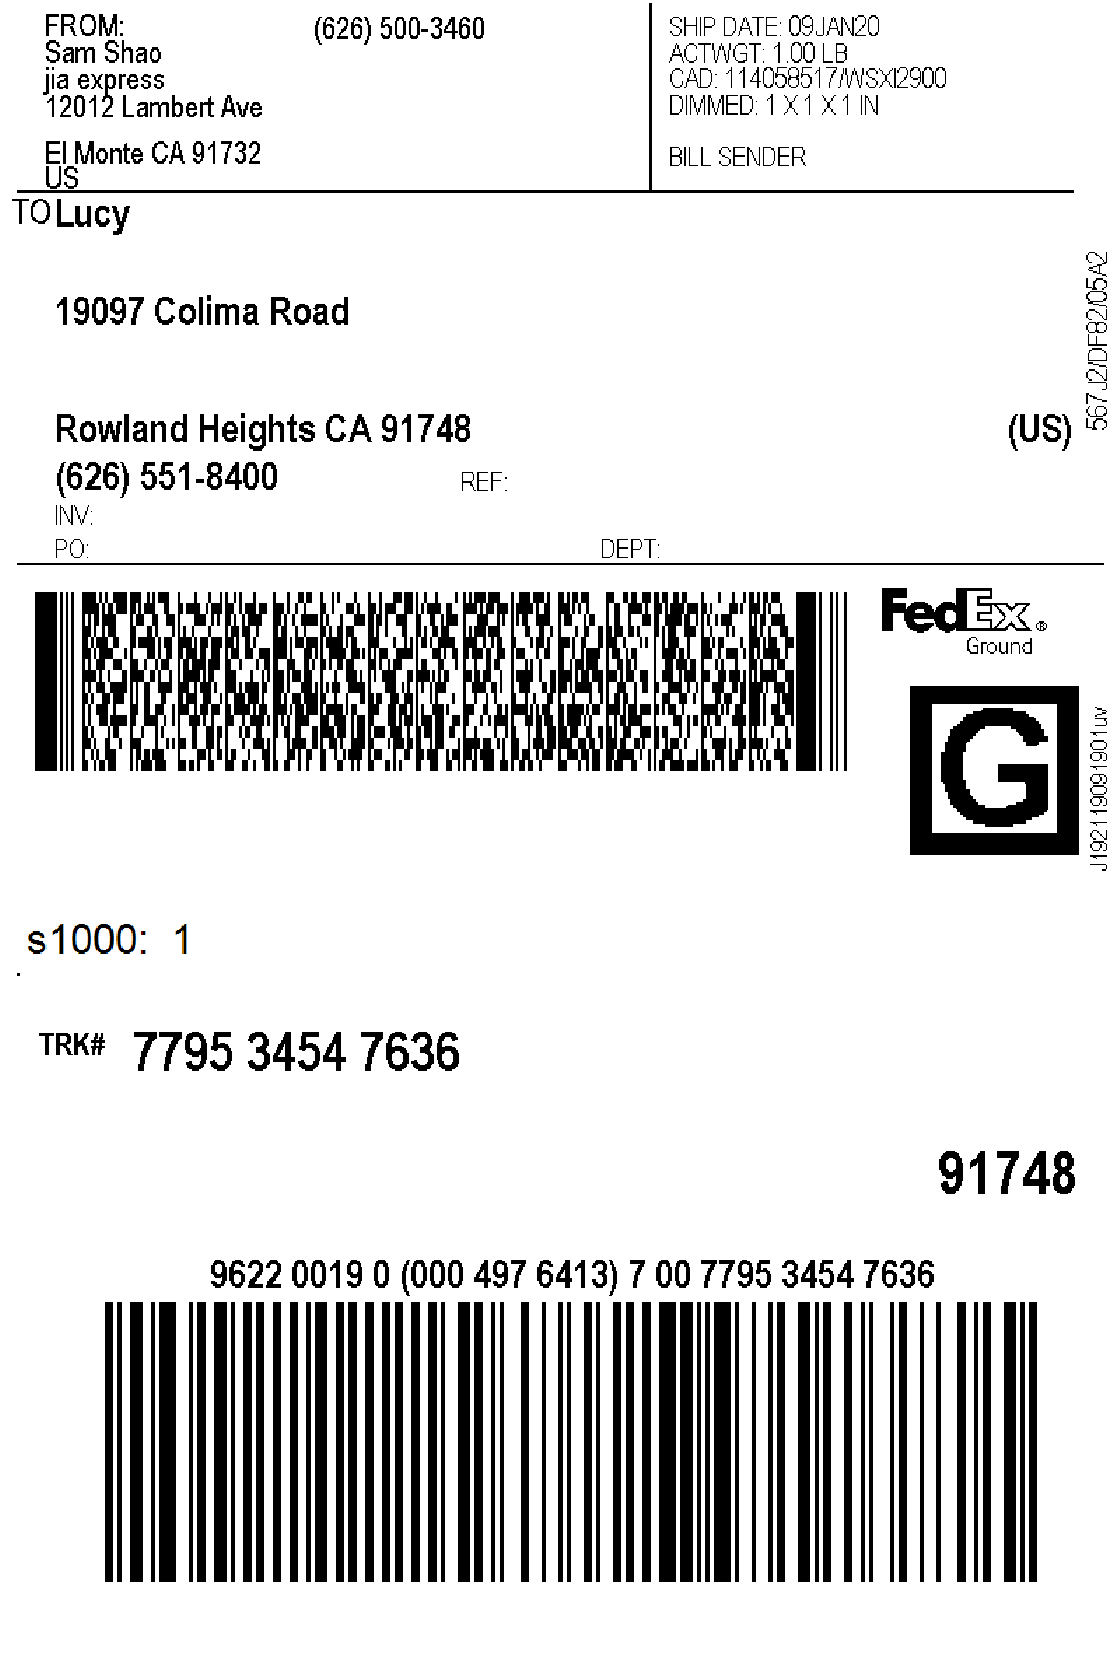 FROM: (626) 500-3460
Sam Shao
jia express
12012 Lambert Ave
El Monte CA 91732
US
SHIP DATE: 09JAN20
ACTWGT: 1.00 LB
CAD: 114058517/WSXI2900
DIMMED: 1 X 1 X 1 IN
BILL SENDER
TO Lucy
19097 Colima Road
Rowland Heights CA 91748 (US)
(626) 551-8400 REF:
INV:
PO: DEPT:
567J2/DF82/05A2
FedEx ®
Ground
G
J192119091901uv
s1000: 1
.
TRK# 7795 3454 7636
91748
9622 0019 0 (000 497 6413) 7 00 7795 3454 7636